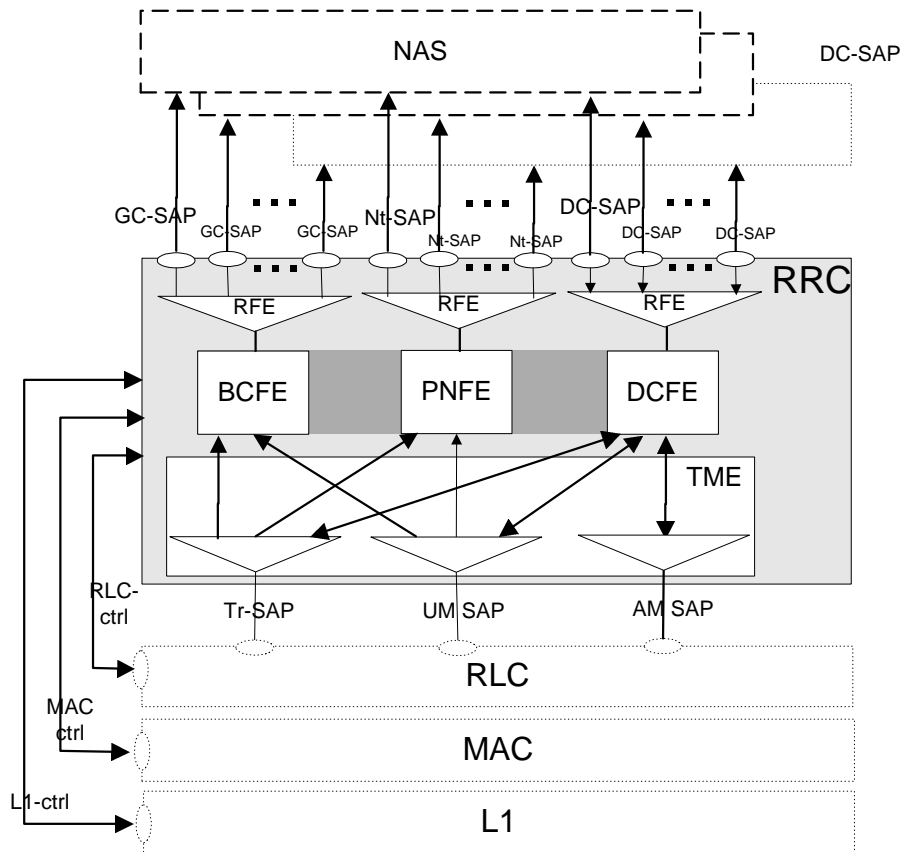 NAS
DC-SAP
GC-SAP
GC-SAP
GC-SAP
Nt-SAP
Nt-SAP
Nt-SAP
DC-SAP
DC-SAP
DC-SAP
RRC
RFE
RFE
RFE
BCFE
PNFE
DCFE
TME
RLC-
ctrl
Tr-SAP
UM SAP
AM SAP
RLC
MAC
ctrl
MAC
L1-ctrl
L1